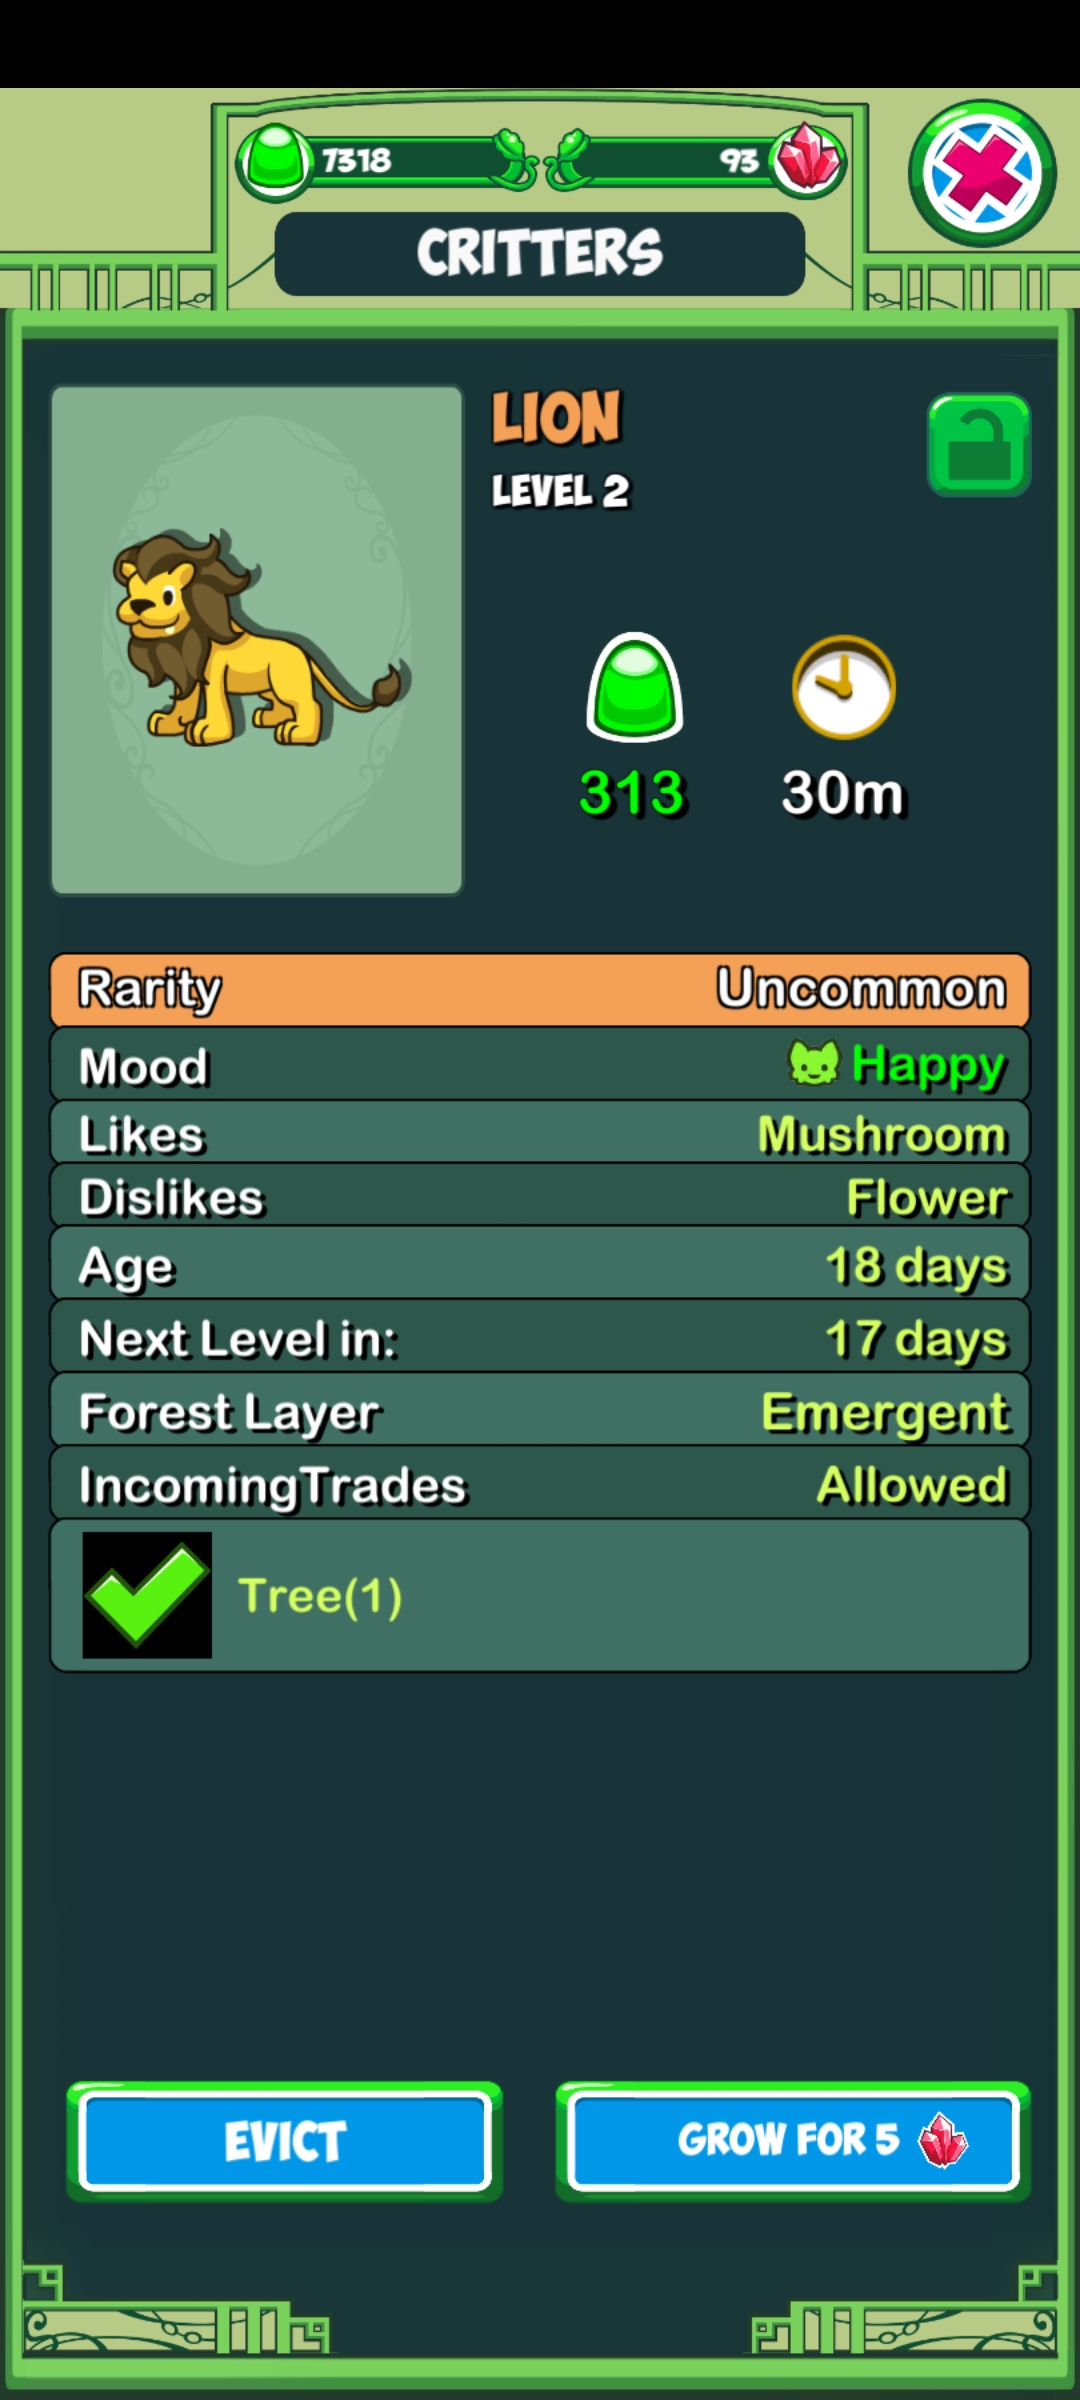 7318
93
CRITTERS
LION
LEVEL 2
313
30m
Rarity Uncommon
Mood Happy
Likes Mushroom
Dislikes Flower
Age 18 days
Next Level in: 17 days
Forest Layer Emergent
IncomingTrades Allowed
Tree(1)
EVICT
GROW FOR 5